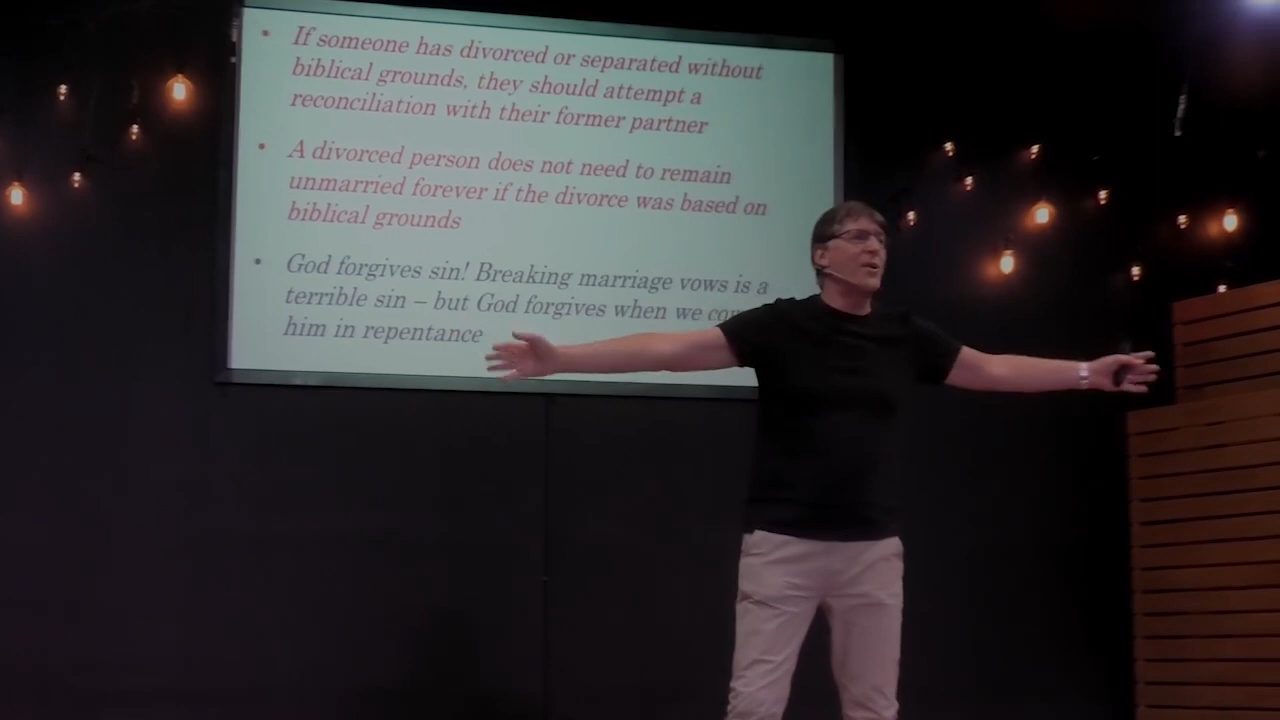 • If someone has divorced or separated without
biblical grounds, they should attempt a
reconciliation with their former partner
• A divorced person does not need to remain
unmarried forever if the divorce was based on
biblical grounds
• God forgives sin! Breaking marriage vows is a
terrible sin – but God forgives when we
him in repentance